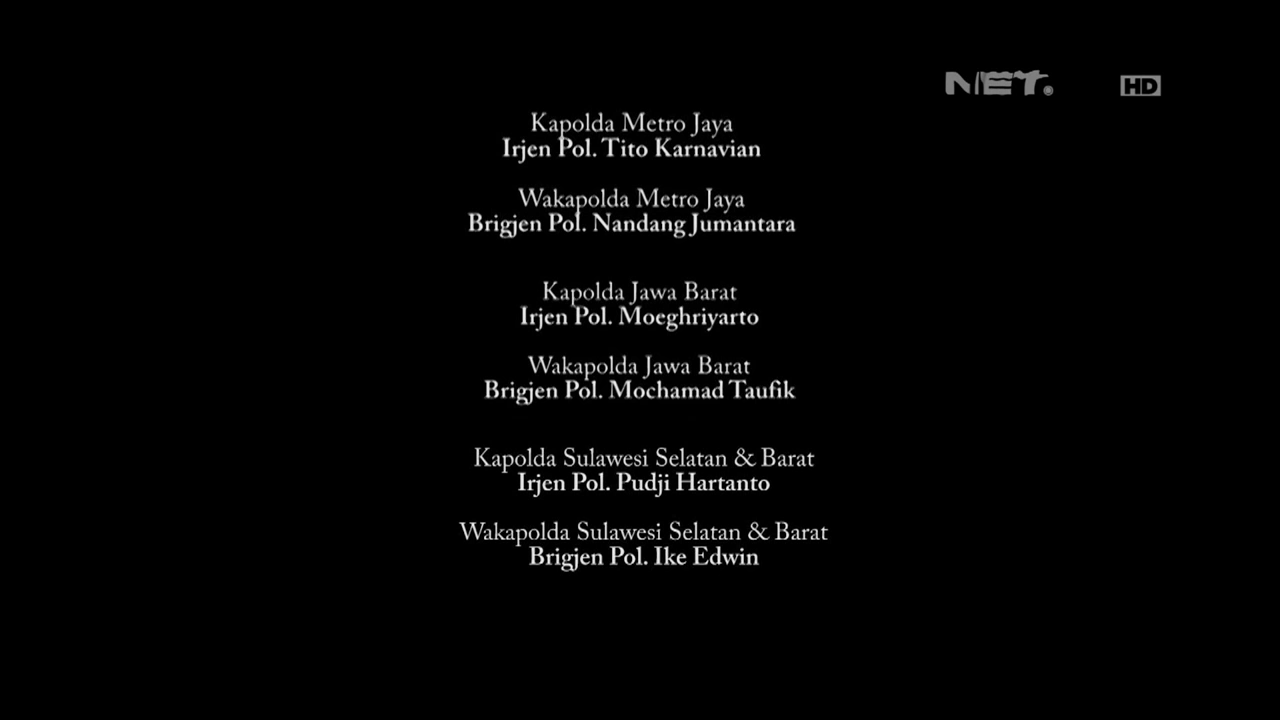 NET.
HD
Kapolda Metro Jaya
Irjen Pol. Tito Karnavian
Wakapolda Metro Jaya
Brigjen Pol. Nandang Jumantara
Kapolda Jawa Barat
Irjen Pol. Moeghriyarto
Wakapolda Jawa Barat
Brigjen Pol. Mochamad Taufik
Kapolda Sulawesi Selatan & Barat
Irjen Pol. Pudji Hartanto
Wakapolda Sulawesi Selatan & Barat
Brigjen Pol. Ike Edwin